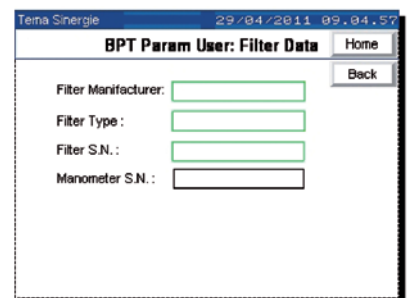 Tema Sinergie 29/04/2011 09.04.57
BPT Param User: Filter Data Home
Back
Filter Manifacturer:
Filter Type :
Filter S.N. :
Manometer S.N. :